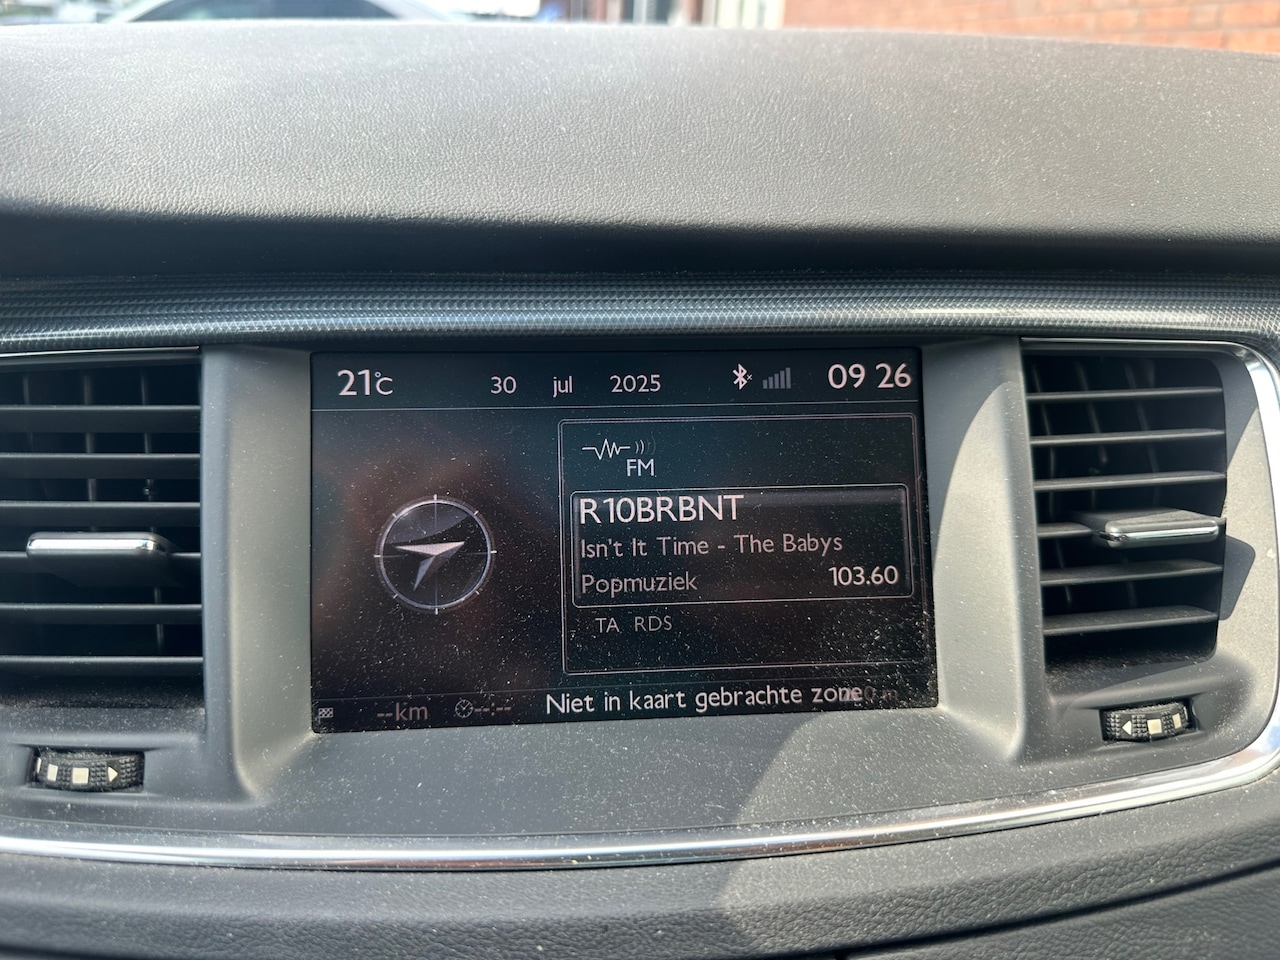 21°C 30 jul 2025 09 26
FM
R10BRBNT
Isn't It Time - The Babys
Popmuziek 103.60
TA RDS
--km --:-- Niet in kaart gebrachte zone